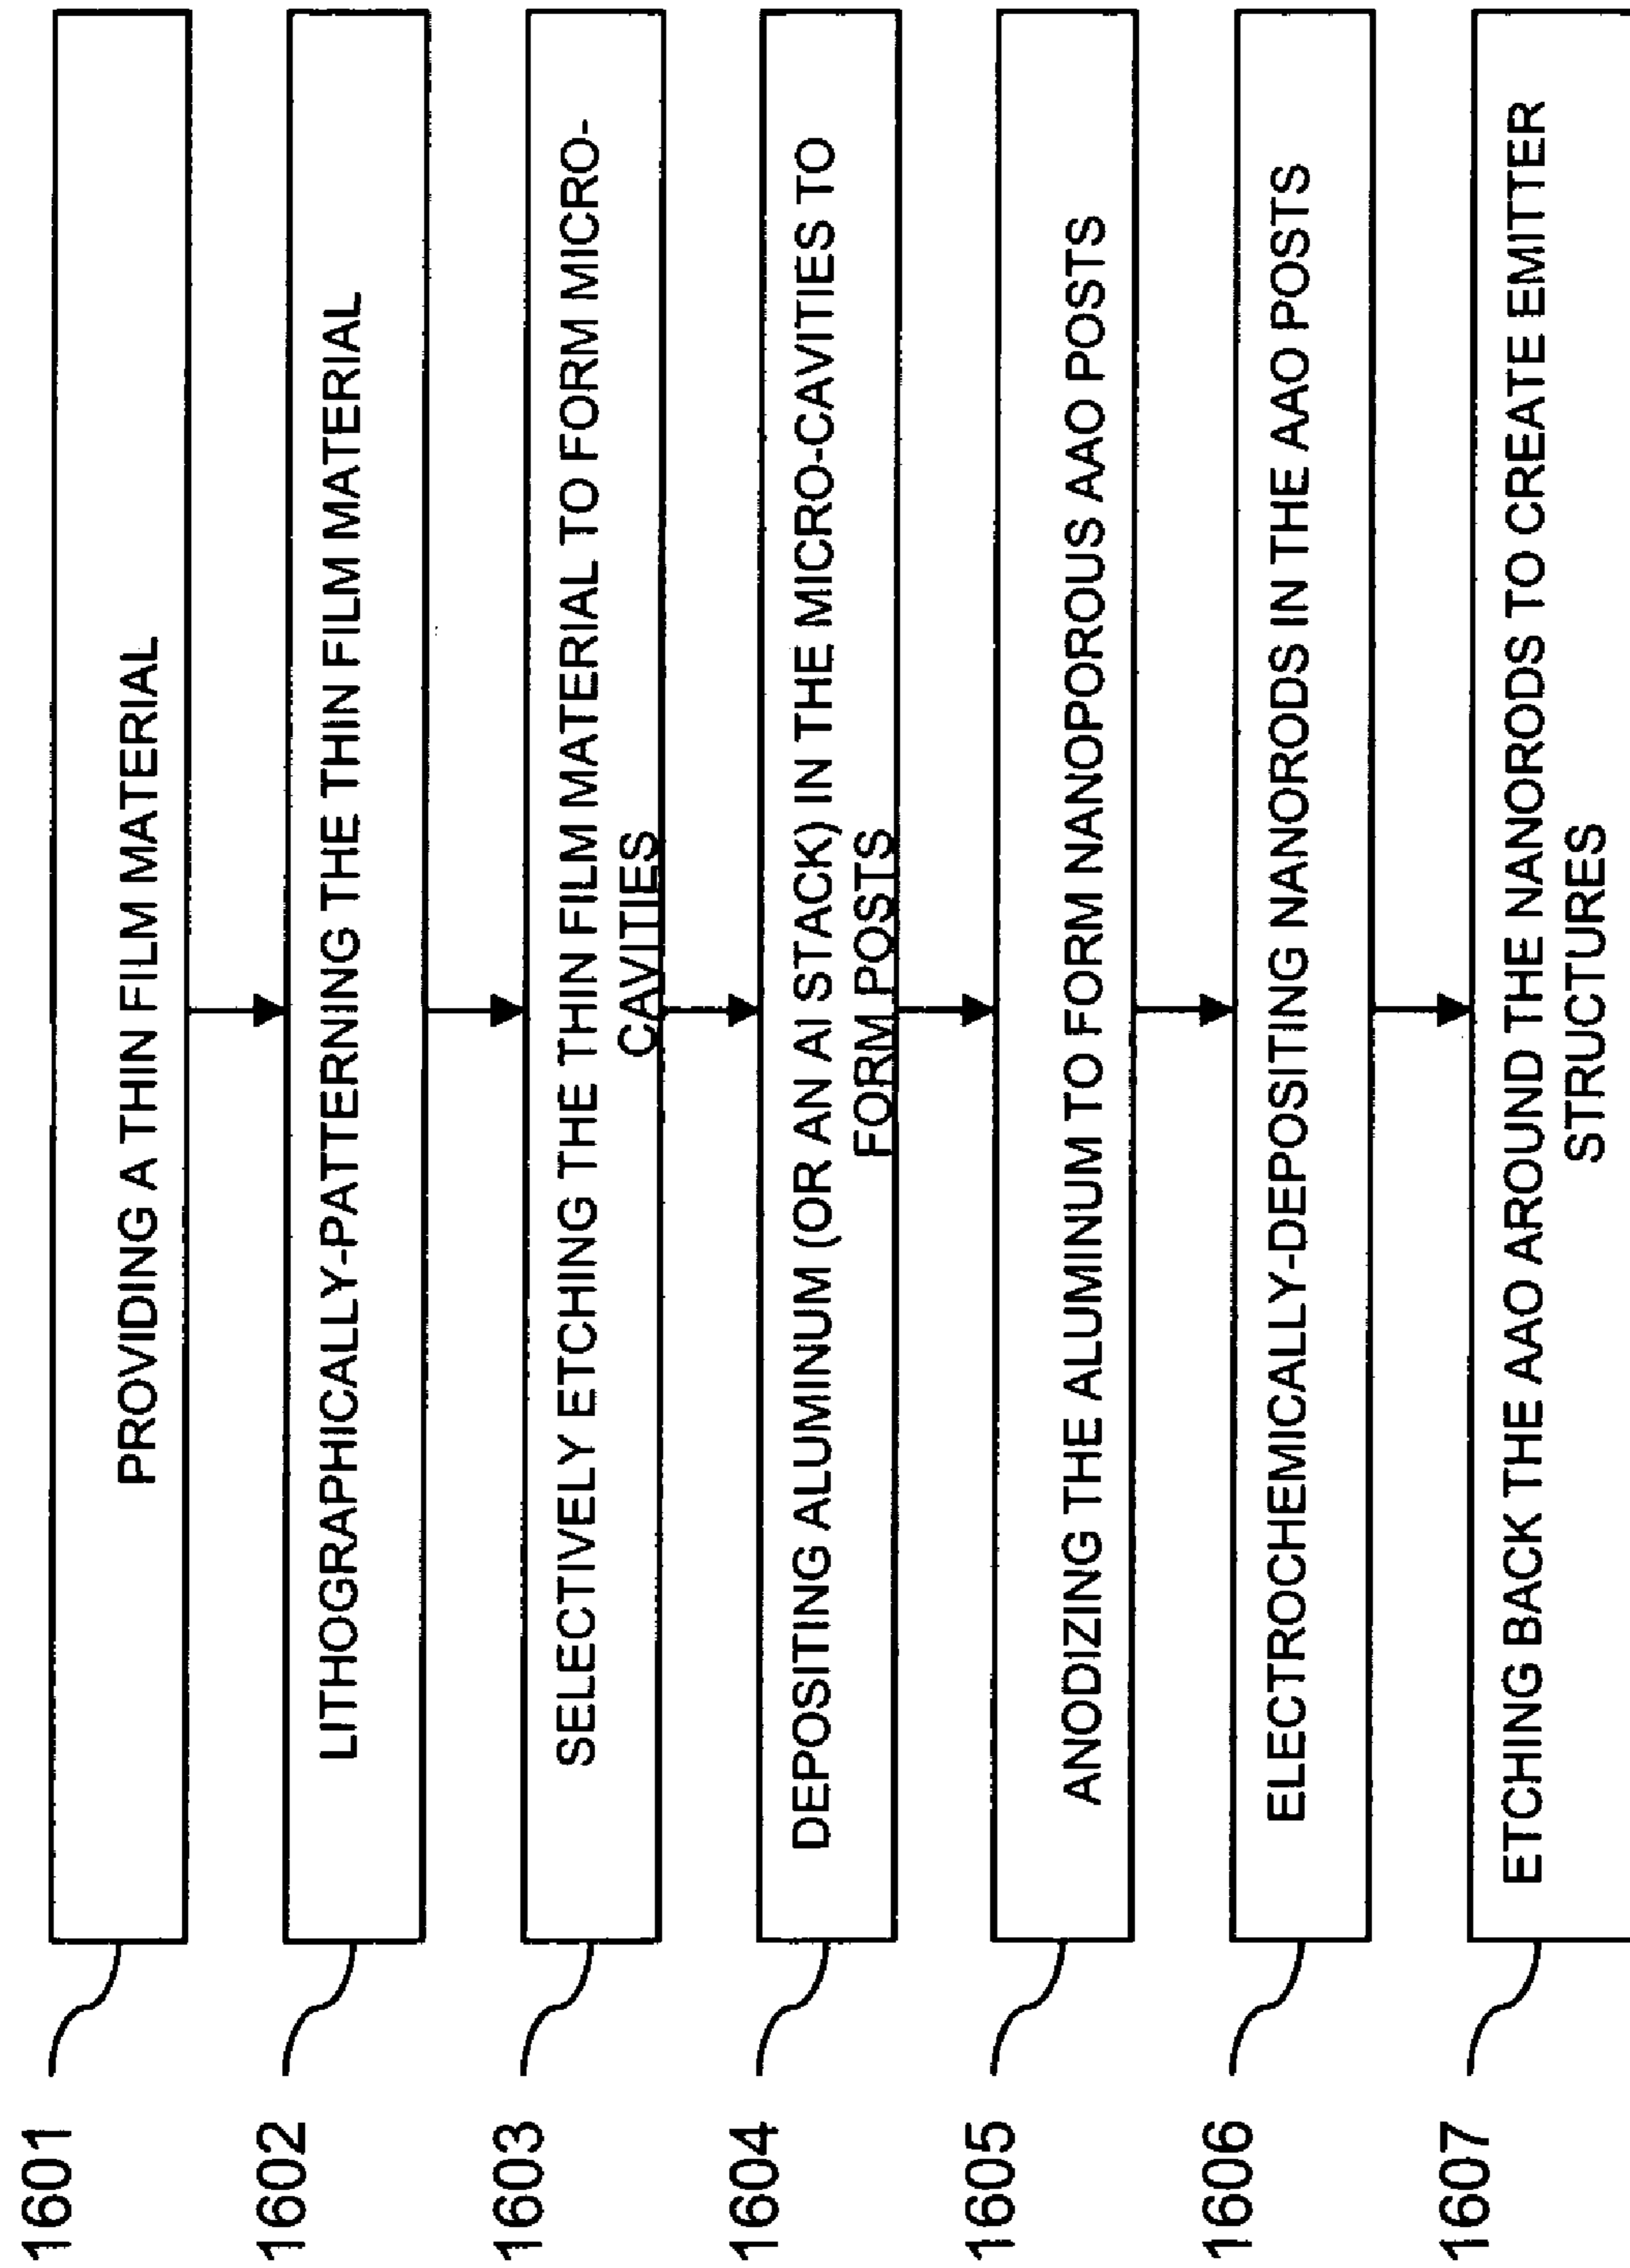 1601
PROVIDING A THIN FILM MATERIAL
1602
LITHOGRAPHICALLY-PATTERNING THE THIN FILM MATERIAL
1603
SELECTIVELY ETCHING THE THIN FILM MATERIAL TO FORM MICRO-
CAVITIES
1604
DEPOSITING ALUMINUM (OR AN Al STACK) IN THE MICRO-CAVITIES TO
FORM POSTS
1605
ANODIZING THE ALUMINUM TO FORM NANOPOROUS AAO POSTS
1606
ELECTROCHEMICALLY-DEPOSITING NANORODS IN THE AAO POSTS
1607
ETCHING BACK THE AAO AROUND THE NANORODS TO CREATE EMITTER
STRUCTURES